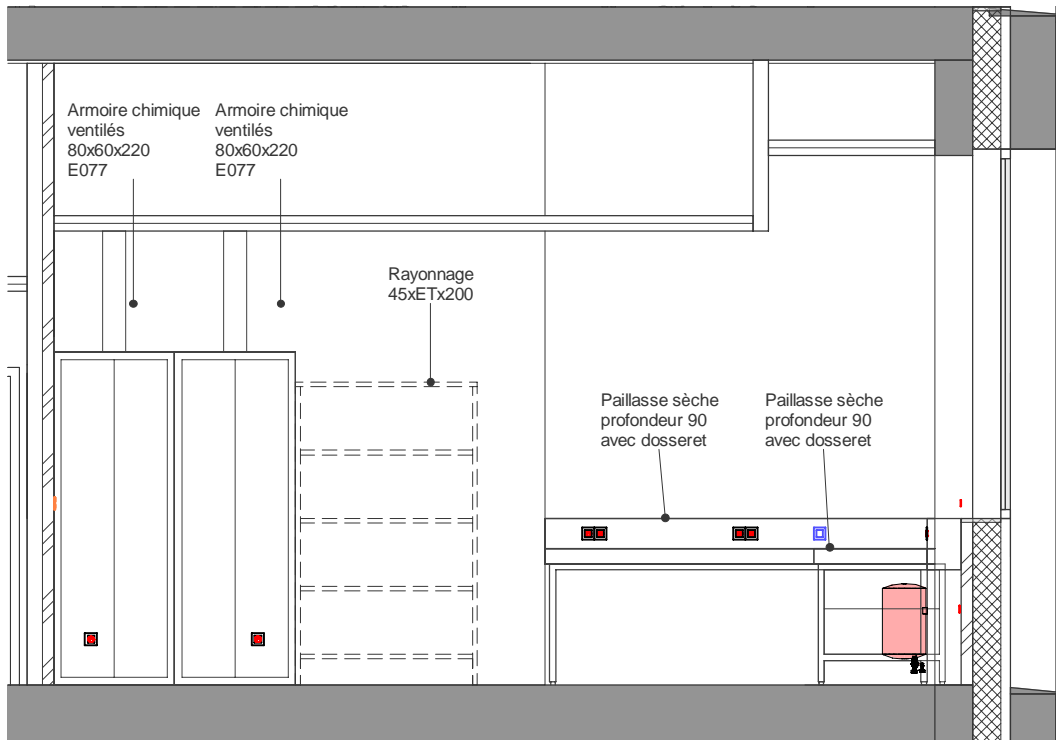 Armoire chimique
ventilés
80x60x220
E077
Armoire chimique
ventilés
80x60x220
E077
Rayonnage
45xETx200
Paillasse sèche
profondeur 90
avec dosseret
Paillasse sèche
profondeur 90
avec dosseret